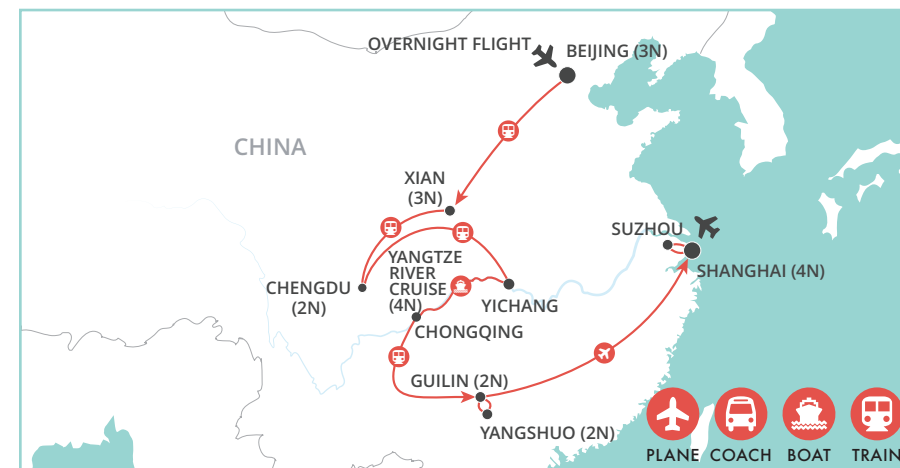 OVERNIGHT FLIGHT
BEIJING (3N)
CHINA
XIAN
(3N)
SUZHOU
SHANGHAI (4N)
YANGTZE
RIVER
CRUISE
(4N)
CHENGDU
(2N)
YICHANG
CHONGQING
GUILIN (2N)
YANGSHUO (2N)
PLANE
COACH
BOAT
TRAIN